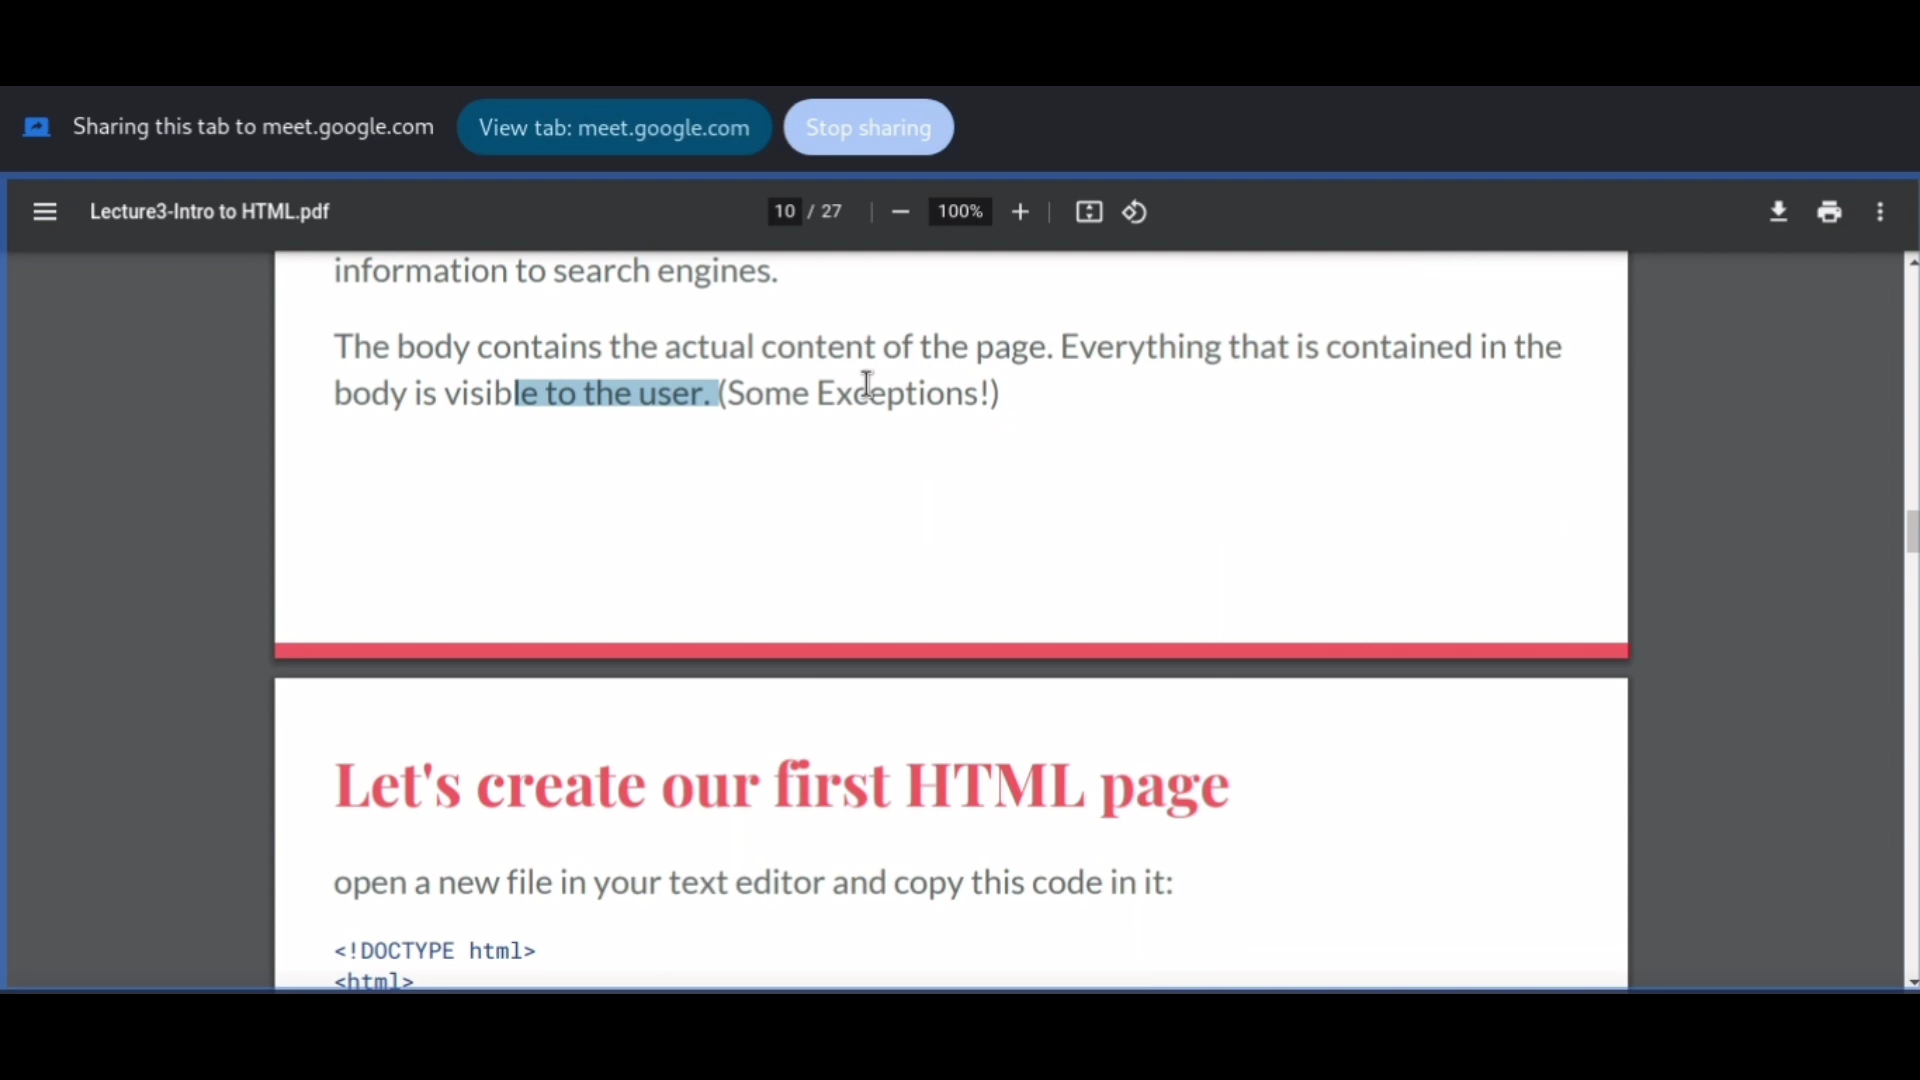 Sharing this tab to meet.google.com View tab: meet.google.com Stop sharing
Lecture3-Intro to HTML.pdf 10 / 27 100%
information to search engines.
The body contains the actual content of the page. Everything that is contained in the
body is visible to the user. (Some Exceptions!)
Let's create our first HTML page
open a new file in your text editor and copy this code in it:
<!DOCTYPE html>
<html>